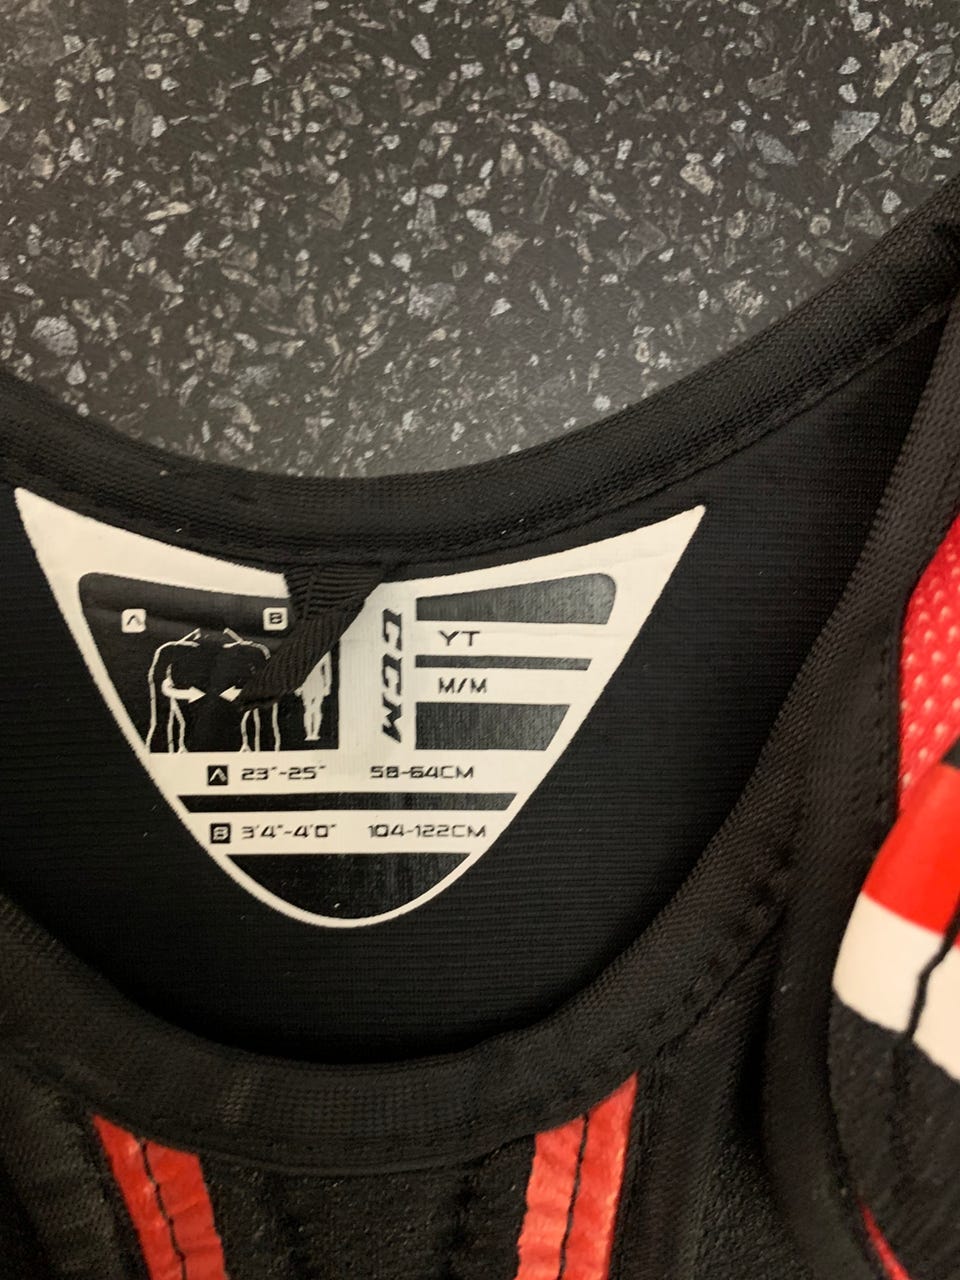 A B
CCM
YT
M/M
A 23"-25" 58-64CM
B 3'4"-4'0" 104-122CM